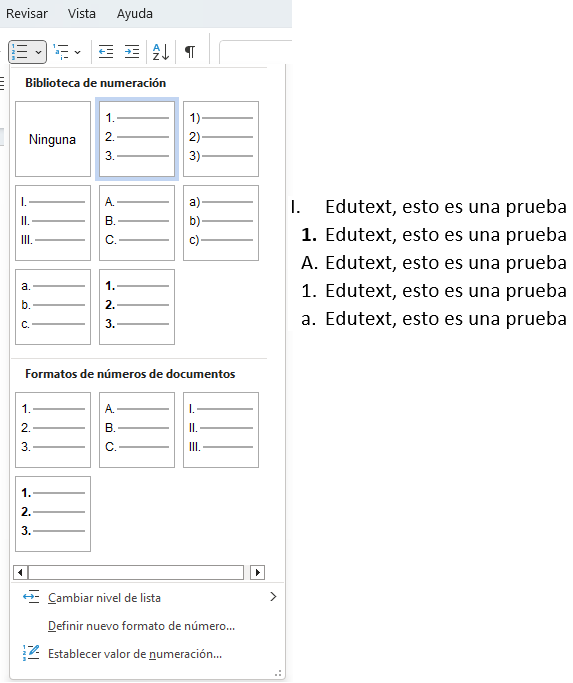 Revisar Vista Ayuda
Biblioteca de numeración
Ninguna
1.
2.
3.
1)
2)
3)
I.
II.
III.
A.
B.
C.
a)
b)
c)
a.
b.
c.
1.
2.
3.
Formatos de números de documentos
1.
2.
3.
A.
B.
C.
I.
II.
III.
1.
2.
3.
Cambiar nivel de lista
Definir nuevo formato de número...
Establecer valor de numeración...
I. Edutext, esto es una prueba
1. Edutext, esto es una prueba
A. Edutext, esto es una prueba
1. Edutext, esto es una prueba
a. Edutext, esto es una prueba